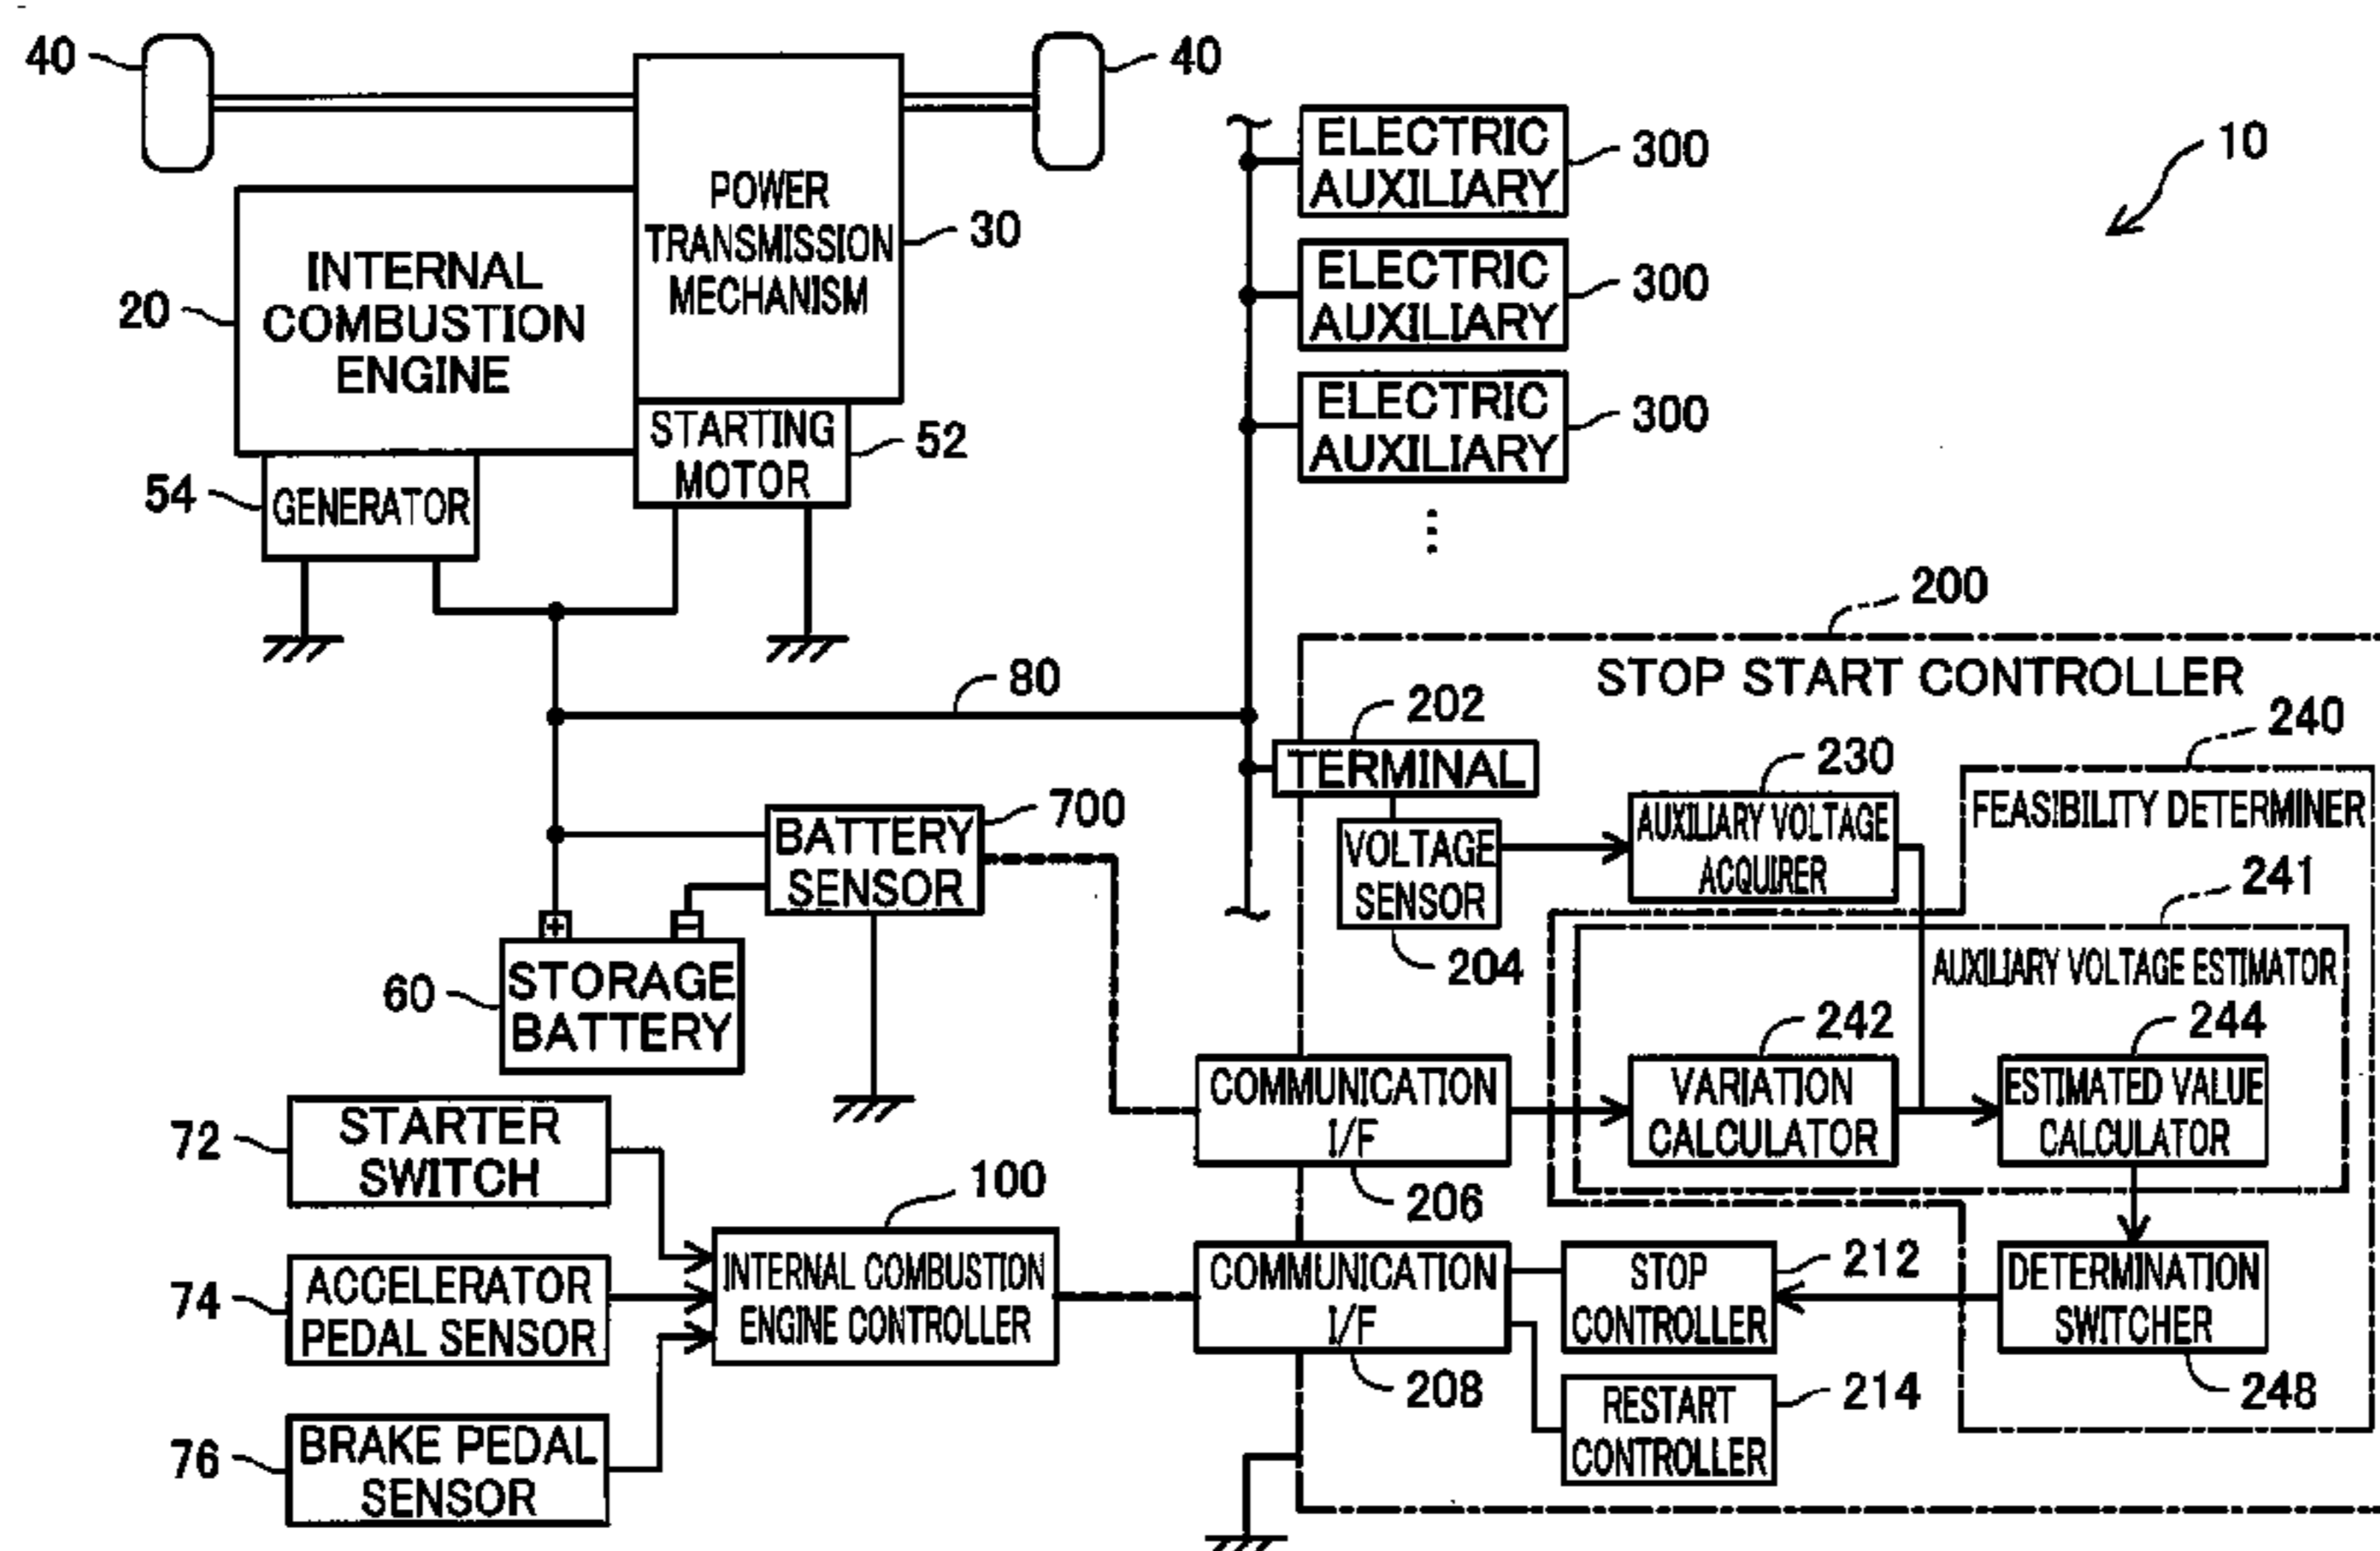 40
40
POWER
TRANSMISSION
MECHANISM
30
INTERNAL
COMBUSTION
ENGINE
20
STARTING
MOTOR
52
54
GENERATOR
ELECTRIC
AUXILIARY
300
ELECTRIC
AUXILIARY
300
ELECTRIC
AUXILIARY
300
10
80
200
STOP START CONTROLLER
202
TERMINAL
VOLTAGE
SENSOR
204
230
AUXILIARY VOLTAGE
ACQUIRER
240
FEASIBILITY DETERMINER
241
AUXILIARY VOLTAGE ESTIMATOR
700
BATTERY
SENSOR
+
−
60
STORAGE
BATTERY
242
VARIATION
CALCULATOR
244
ESTIMATED VALUE
CALCULATOR
COMMUNICATION
I/F
206
72
STARTER
SWITCH
100
INTERNAL COMBUSTION
ENGINE CONTROLLER
74
ACCELERATOR
PEDAL SENSOR
76
BRAKE PEDAL
SENSOR
COMMUNICATION
I/F
208
STOP
CONTROLLER
212
RESTART
CONTROLLER
214
DETERMINATION
SWITCHER
248